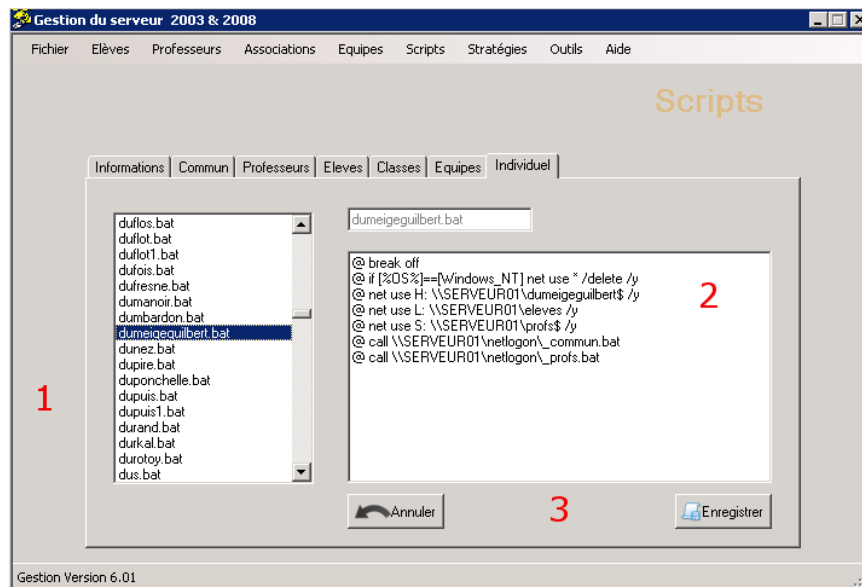 Gestion du serveur 2003 & 2008
Fichier Elèves Professeurs Associations Equipes Scripts Stratégies Outils Aide
Scripts
Informations Commun Professeurs Eleves Classes Equipes Individuel
duflos.bat
duflot.bat
duflot1.bat
dufois.bat
dufresne.bat
dumanoir.bat
dumbardon.bat
dumeigeguilbert.bat
dunez.bat
dupire.bat
duponchelle.bat
dupuis.bat
dupuis1.bat
durand.bat
durkal.bat
durotoy.bat
dus.bat
1
dumeigeguilbert.bat
@ break off
@ if [%OS%]==[Windows_NT] net use * /delete /y
@ net use H: \\SERVEUR01\dumeigeguilbert$ /y
@ net use L: \\SERVEUR01\eleves /y
@ net use S: \\SERVEUR01\profs$ /y
@ call \\SERVEUR01\netlogon\_commun.bat
@ call \\SERVEUR01\netlogon\_profs.bat
2
Annuler 3 Enregistrer
Gestion Version 6.01